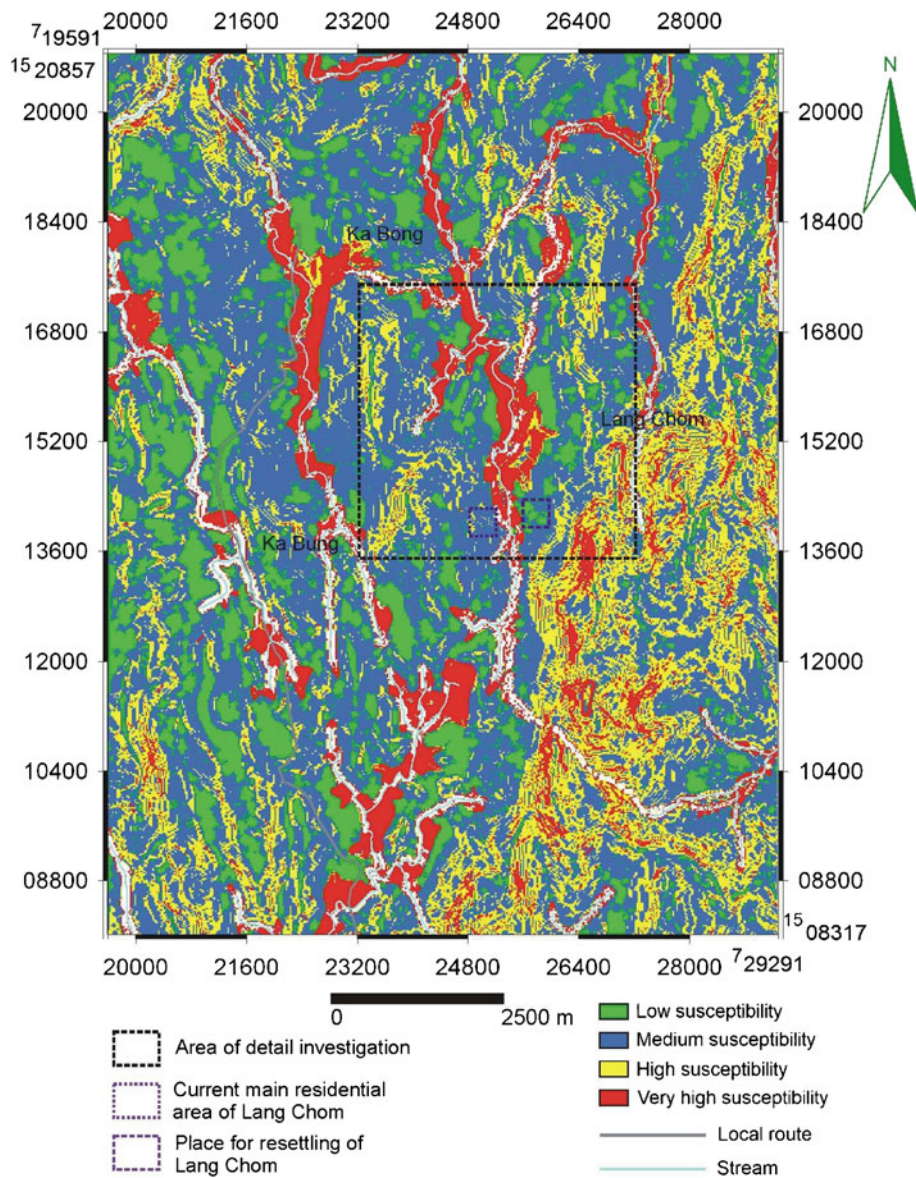 20000 21600 23200 24800 26400 28000
7 19591
15 20857
N
20000 20000
18400 18400
Ka Bong
16800 16800
Lang Chom
15200 15200
Ka Bung
13600 13600
12000 12000
10400 10400
08800 08800
15 08317
20000 21600 23200 24800 26400 28000 7 29291
0 2500 m
Area of detail investigation
Current main residential
area of Lang Chom
Place for resettling of
Lang Chom
Low susceptibility
Medium susceptibility
High susceptibility
Very high susceptibility
Local route
Stream